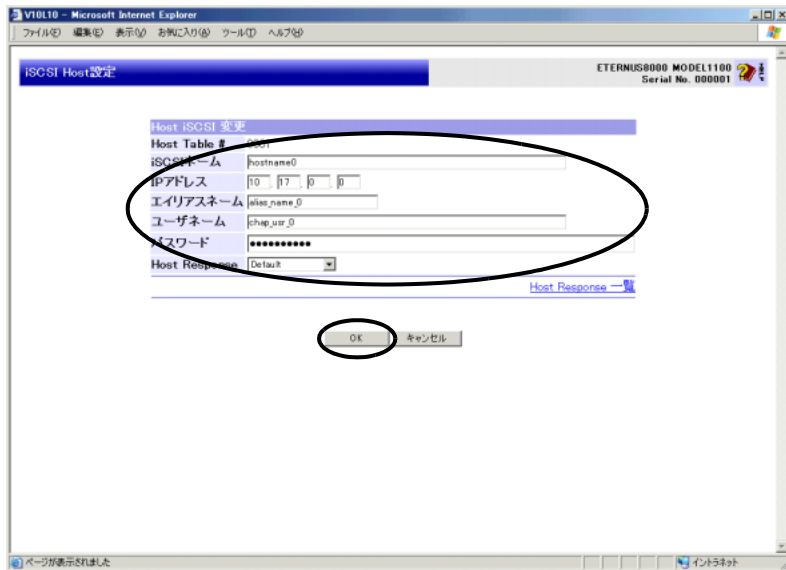 V10L10 - Microsoft Internet Explorer
ファイル(F) 編集(E) 表示(V) お気に入り(A) ツール(T) ヘルプ(H)
iSCSI Host設定
ETERNUS8000 MODEL1100
Serial No. 000001
Host iSCSI 変更
Host Table #
iSCSIネーム hostname0
IPアドレス 10 . 17 . 0 . 0
エイリアスネーム alias_name_0
ユーザネーム chap_usr_0
パスワード ●●●●●●●●●●
Host Response Default
Host Response 一覧
OK キャンセル
ページが表示されました イントラネット